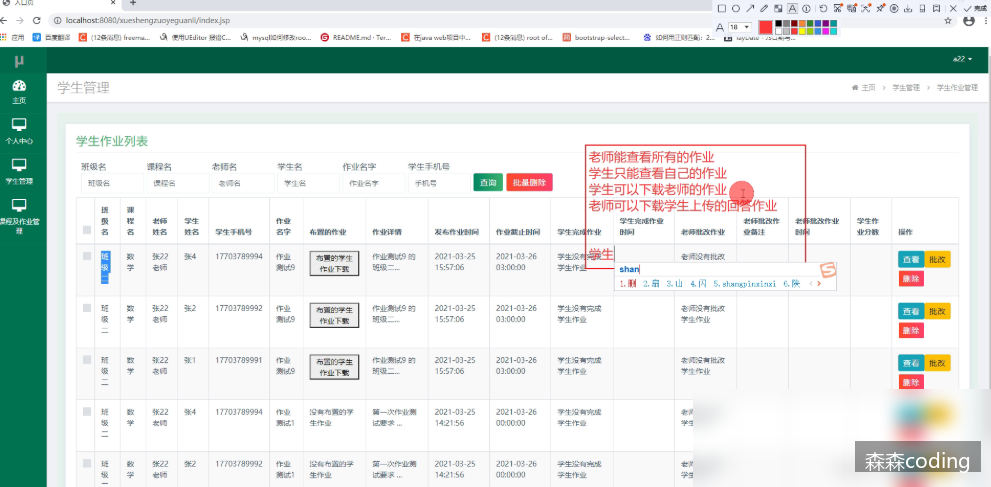 入口页
localhost:8080/xueshengzuoyeguanli/index.jsp
18
完成
应用
百度翻译
(12条消息) freema...
使用UEditor 接论C...
mysql如何修改roo...
README.md · Ter...
在java web项目中...
(12条消息) root of...
bootstrap-select...
如何用正则匹配: 2...
μ
a22
主页
个人中心
学生管理
课程及作业管理
学生管理
主页 > 学生管理 > 学生作业管理
学生作业列表
班级名 课程名 老师名 学生名 作业名字 学生手机号
班级名 课程名 老师名 学生名 作业名字 手机号 查询 批量删除
老师能查看所有的作业
学生只能查看自己的作业
学生可以下载老师的作业
老师可以下载学生上传的回答作业
学生
shan
1.删 2.扇 3.山 4.闪 5.shangpinxinxi 6.陕
班级名 课程名 老师姓名 学生姓名 学生手机号 作业名字 布置的作业 作业详情 发布作业时间 作业截止时间 学生完成作业 学生完成作业时间 老师批改作业 老师批改作业备注 老师批改作业时间 学生作业分数 操作
班级二 数学 张22老师 张4 17703789994 作业测试9 布置的学生作业下载 作业测试9 的班级二... 2021-03-25 15:57:06 2021-03-26 03:00:00 学生没有完成学生作业 老师没有批改学生作业 查看 批改 删除
班级二 数学 张22老师 张2 17703789992 作业测试9 布置的学生作业下载 作业测试9 的班级二... 2021-03-25 15:57:06 2021-03-26 03:00:00 学生没有完成学生作业 老师没有批改学生作业 查看 批改 删除
班级二 数学 张22老师 张1 17703789991 作业测试9 布置的学生作业下载 作业测试9 的班级二... 2021-03-25 15:57:06 2021-03-26 03:00:00 学生没有完成学生作业 老师没有批改学生作业 查看 批改 删除
班级二 数学 张22老师 张4 17703789994 作业测试1 没有布置的学生作业 第一次作业测试要求 ... 2021-03-25 14:21:56 2021-03-26 00:00:00 学生没有完成学生作业
班级二 数学 张22老师 张2 17703789992 作业测试1 没有布置的学生作业 第一次作业测试要求 ... 2021-03-25 14:21:56 2021-03-26 00:00:00 学生没有完成学生作业
森森coding